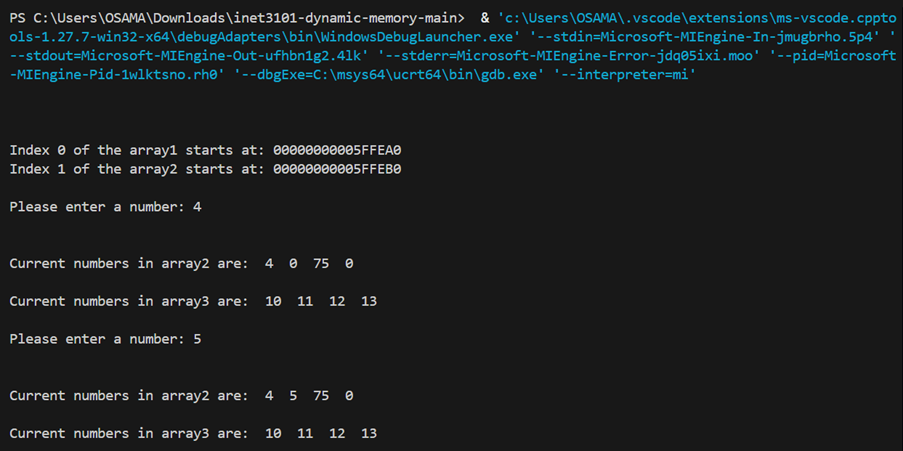 PS C:\Users\OSAMA\Downloads\inet3101-dynamic-memory-main>  & 'c:\Users\OSAMA\.vscode\extensions\ms-vscode.cppto
ols-1.27.7-win32-x64\debugAdapters\bin\WindowsDebugLauncher.exe' '--stdin=Microsoft-MIEngine-In-jmugbrho.5p4' '
--stdout=Microsoft-MIEngine-Out-ufhbn1g2.4lk' '--stderr=Microsoft-MIEngine-Error-jdq05ixi.moo' '--pid=Microsoft
-MIEngine-Pid-1wlktsno.rh0' '--dbgExe=C:\msys64\ucrt64\bin\gdb.exe' '--interpreter=mi'
Index 0 of the array1 starts at: 00000000005FFEA0
Index 1 of the array2 starts at: 00000000005FFEB0
Please enter a number: 4
Current numbers in array2 are:  4  0  75  0
Current numbers in array3 are:  10  11  12  13
Please enter a number: 5
Current numbers in array2 are:  4  5  75  0
Current numbers in array3 are:  10  11  12  13